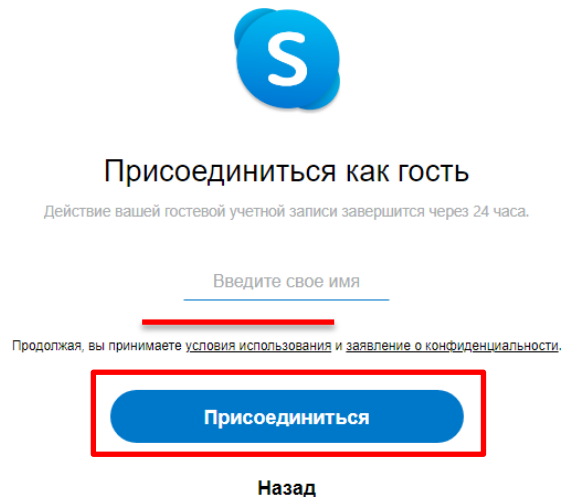 S
Присоединиться как гость
Действие вашей гостевой учетной записи завершится через 24 часа.
Введите свое имя
Продолжая, вы принимаете условия использования и заявление о конфиденциальности.
Присоединиться
Назад